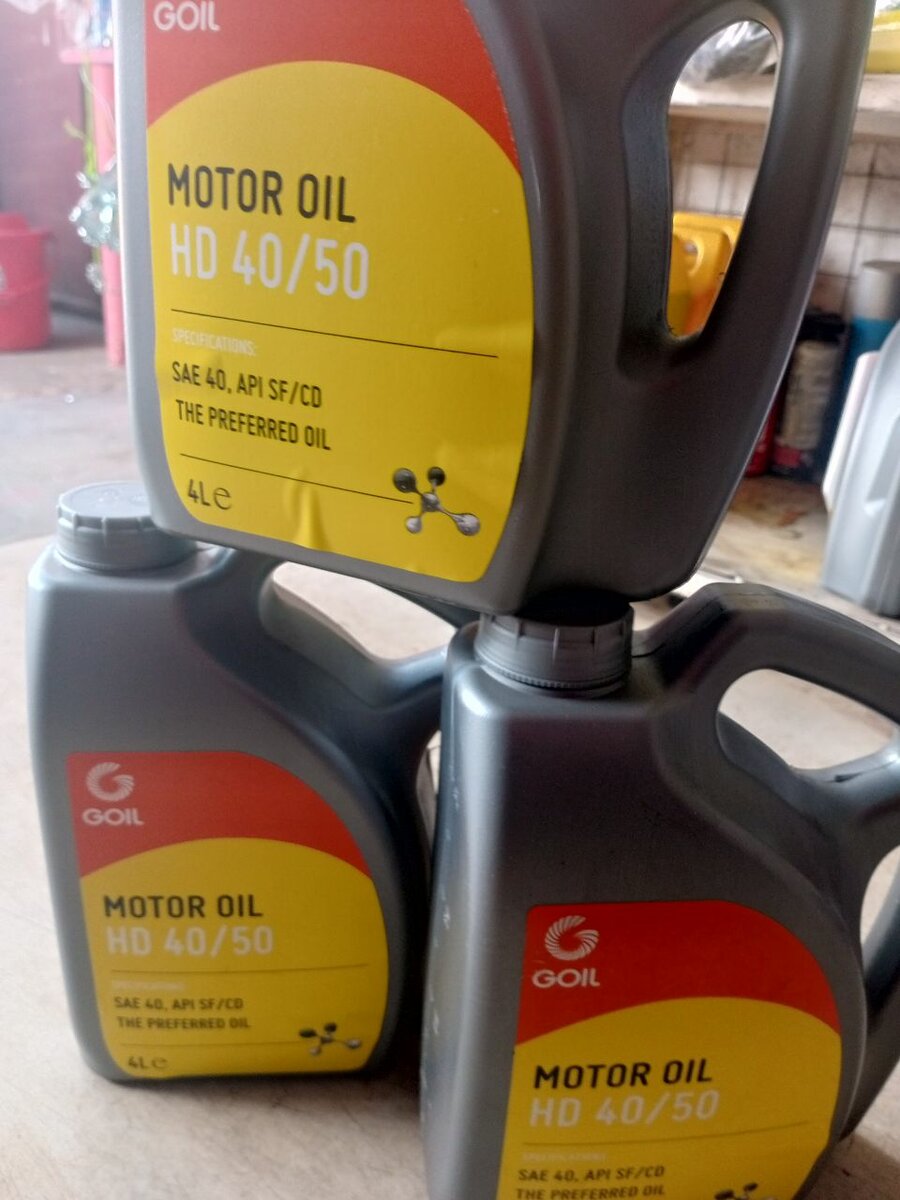 GOIL
MOTOR OIL
HD 40/50
SPECIFICATIONS:
SAE 40, API SF/CD
THE PREFERRED OIL
4L℮
GOIL
MOTOR OIL
HD 40/50
SPECIFICATIONS:
SAE 40, API SF/CD
THE PREFERRED OIL
4L℮
GOIL
MOTOR OIL
HD 40/50
SPECIFICATIONS:
SAE 40, API SF/CD
THE PREFERRED OIL